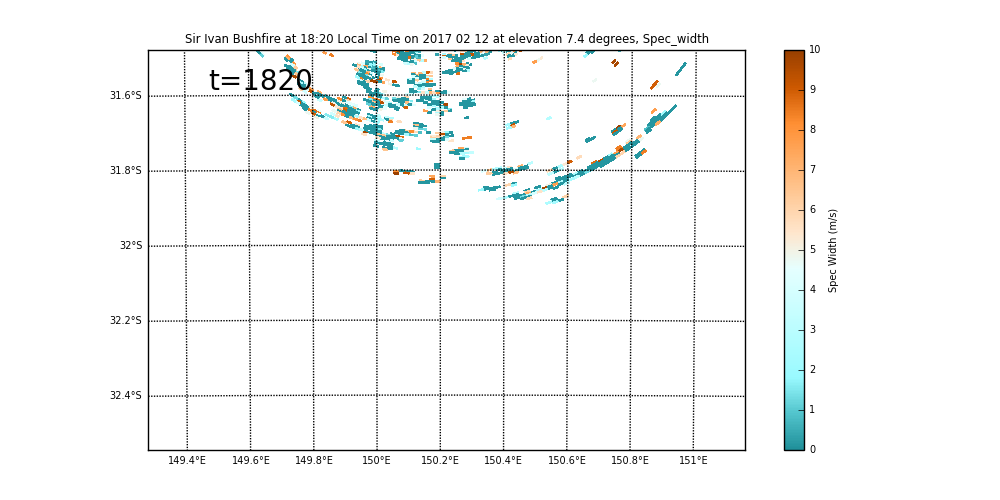 Sir Ivan Bushfire at 18:20 Local Time on 2017 02 12 at elevation 7.4 degrees, Spec_width
t=1820
31.6°S
31.8°S
32°S
32.2°S
32.4°S
149.4°E 149.6°E 149.8°E 150°E 150.2°E 150.4°E 150.6°E 150.8°E 151°E
10
9
8
7
6
5
4
3
2
1
0
Spec Width (m/s)